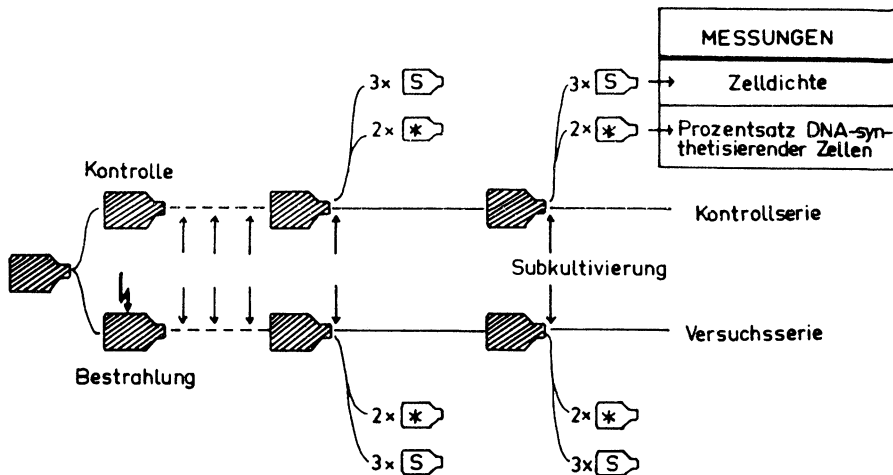 MESSUNGEN
3× S
3× S
Zelldichte
2× *
2× *
Prozentsatz DNA-syn-
thetisierender Zellen
Kontrolle
Kontrollserie
Subkultivierung
Versuchsserie
Bestrahlung
2× *
2× *
3× S
3× S